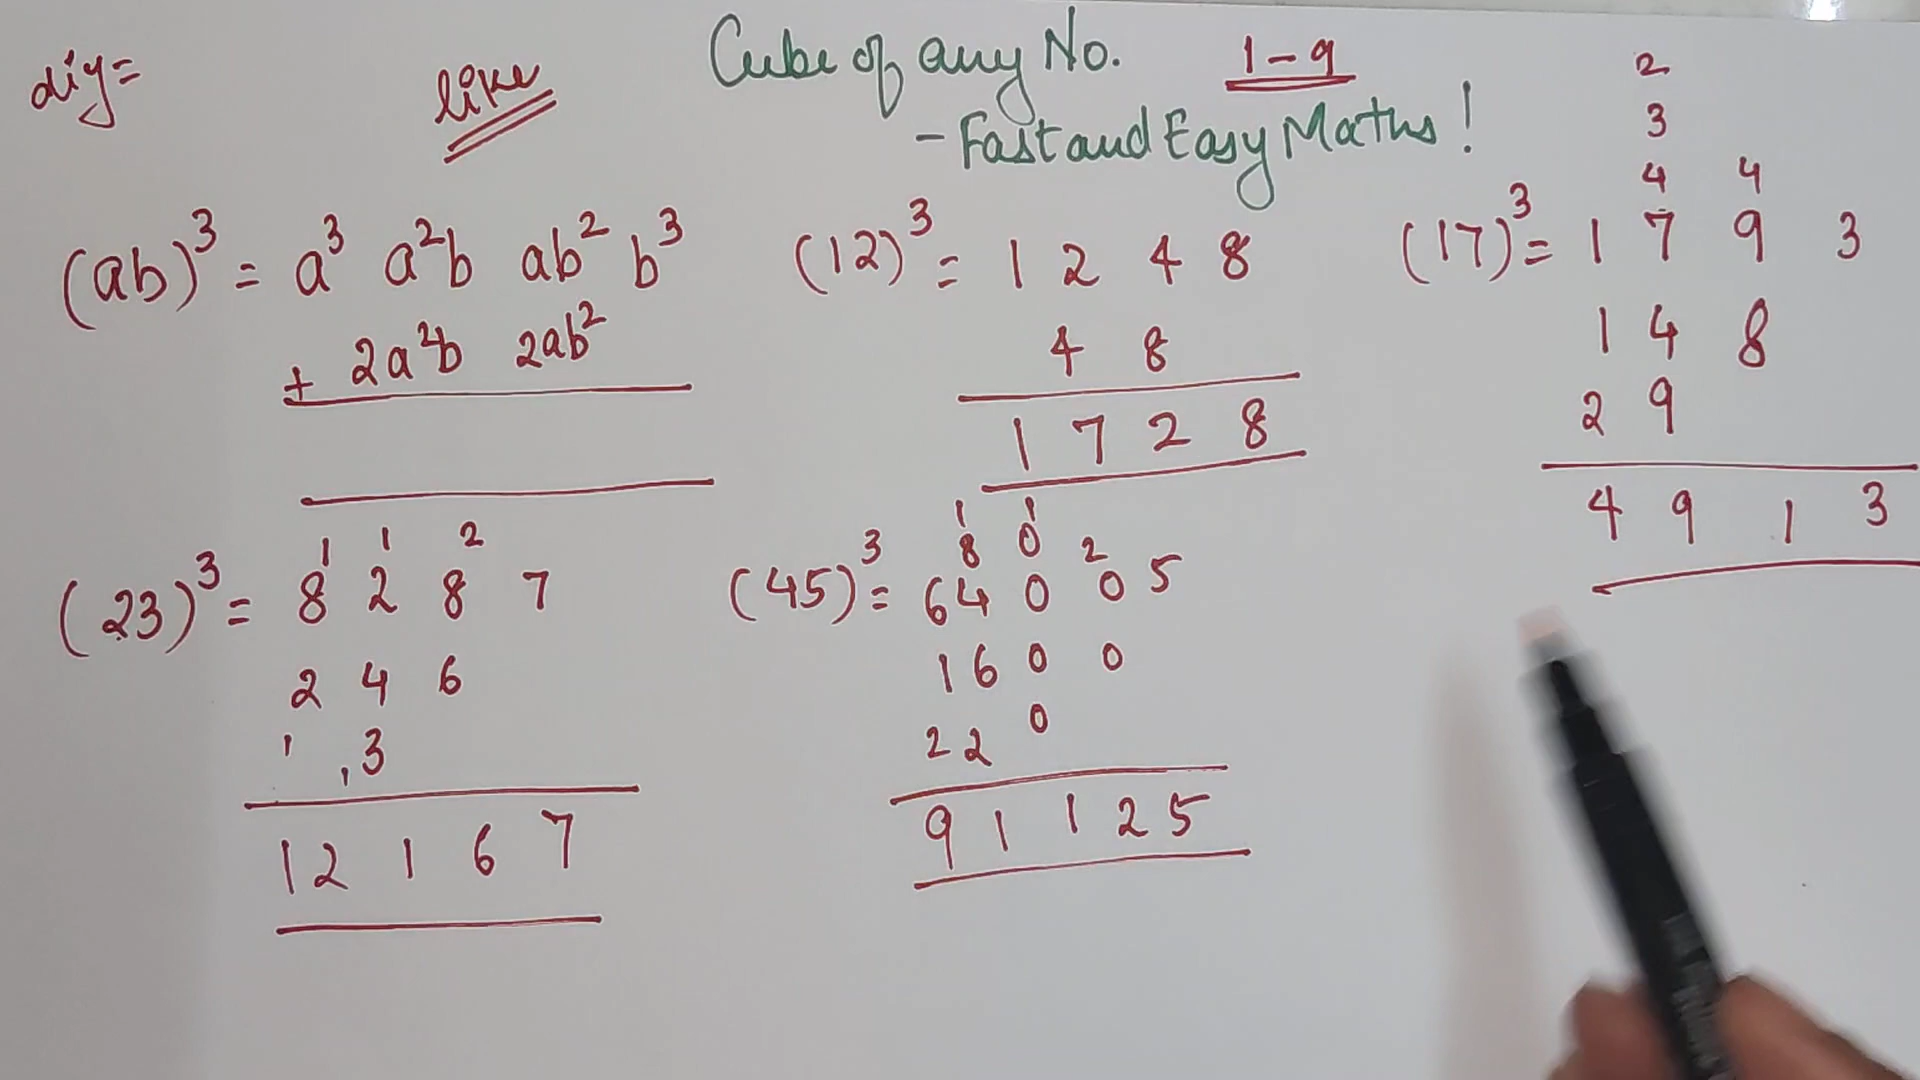 diy=
like
Cube of any No.
1-9
- Fast and Easy Maths!
(ab)³ = a³ a²b ab² b³
+ 2a²b 2ab²
(12)³ = 1 2 4 8
4 8
1 7 2 8
2
3
4 4
(17)³ = 1 7 9 3
1 4 8
2 9
4 9 1 3
1 1 2
(23)³ = 8 2 8 7
2 4 6
1 , 3
12 1 6 7
1 1
8 0 2
(45)³ = 64 0 0 5
16 0 0
22 0
9 1 1 2 5